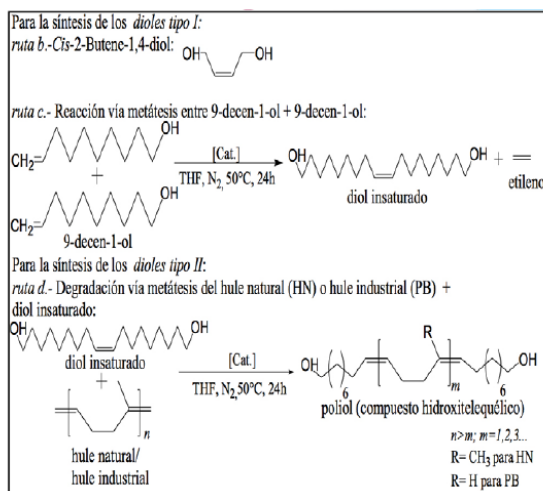 Para la síntesis de los dioles tipo I:
ruta b.-Cis-2-Butene-1,4-diol:
OH OH
ruta c.- Reacción vía metátesis entre 9-decen-1-ol + 9-decen-1-ol:
OH
CH2
[Cat.]
+
THF, N2, 50°C, 24h
OH OH
+
diol insaturado
etileno
OH
CH2
9-decen-1-ol
Para la síntesis de los dioles tipo II:
ruta d.- Degradación vía metátesis del hule natural (HN) o hule industrial (PB) +
diol insaturado:
OH OH
diol insaturado
+
[Cat.]
THF, N2, 50°C, 24h
n
hule natural/
hule industrial
R
OH 6 m 6 OH
poliol (compuesto hidroxitelequélico)
n>m; m=1,2,3...
R= CH3 para HN
R= H para PB